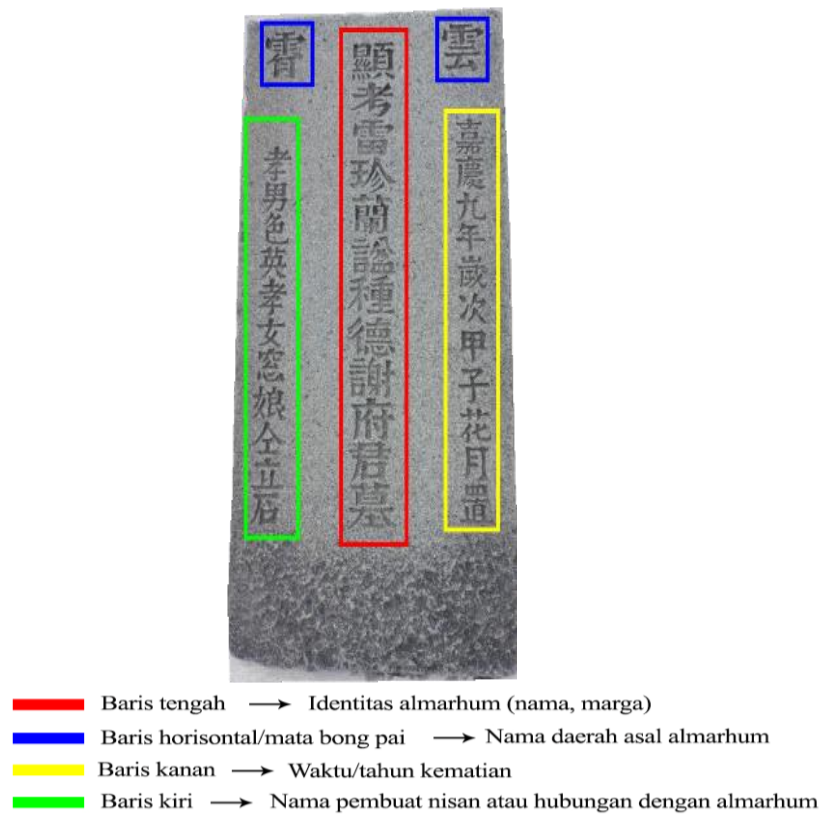 雲霄
嘉慶九年歲次甲子花月置
顯考雷珍蘭諡種德謝府君墓
孝男色英孝女窓娘仝立石
Baris tengah → Identitas almarhum (nama, marga)
Baris horisontal/mata bong pai → Nama daerah asal almarhum
Baris kanan → Waktu/tahun kematian
Baris kiri → Nama pembuat nisan atau hubungan dengan almarhum